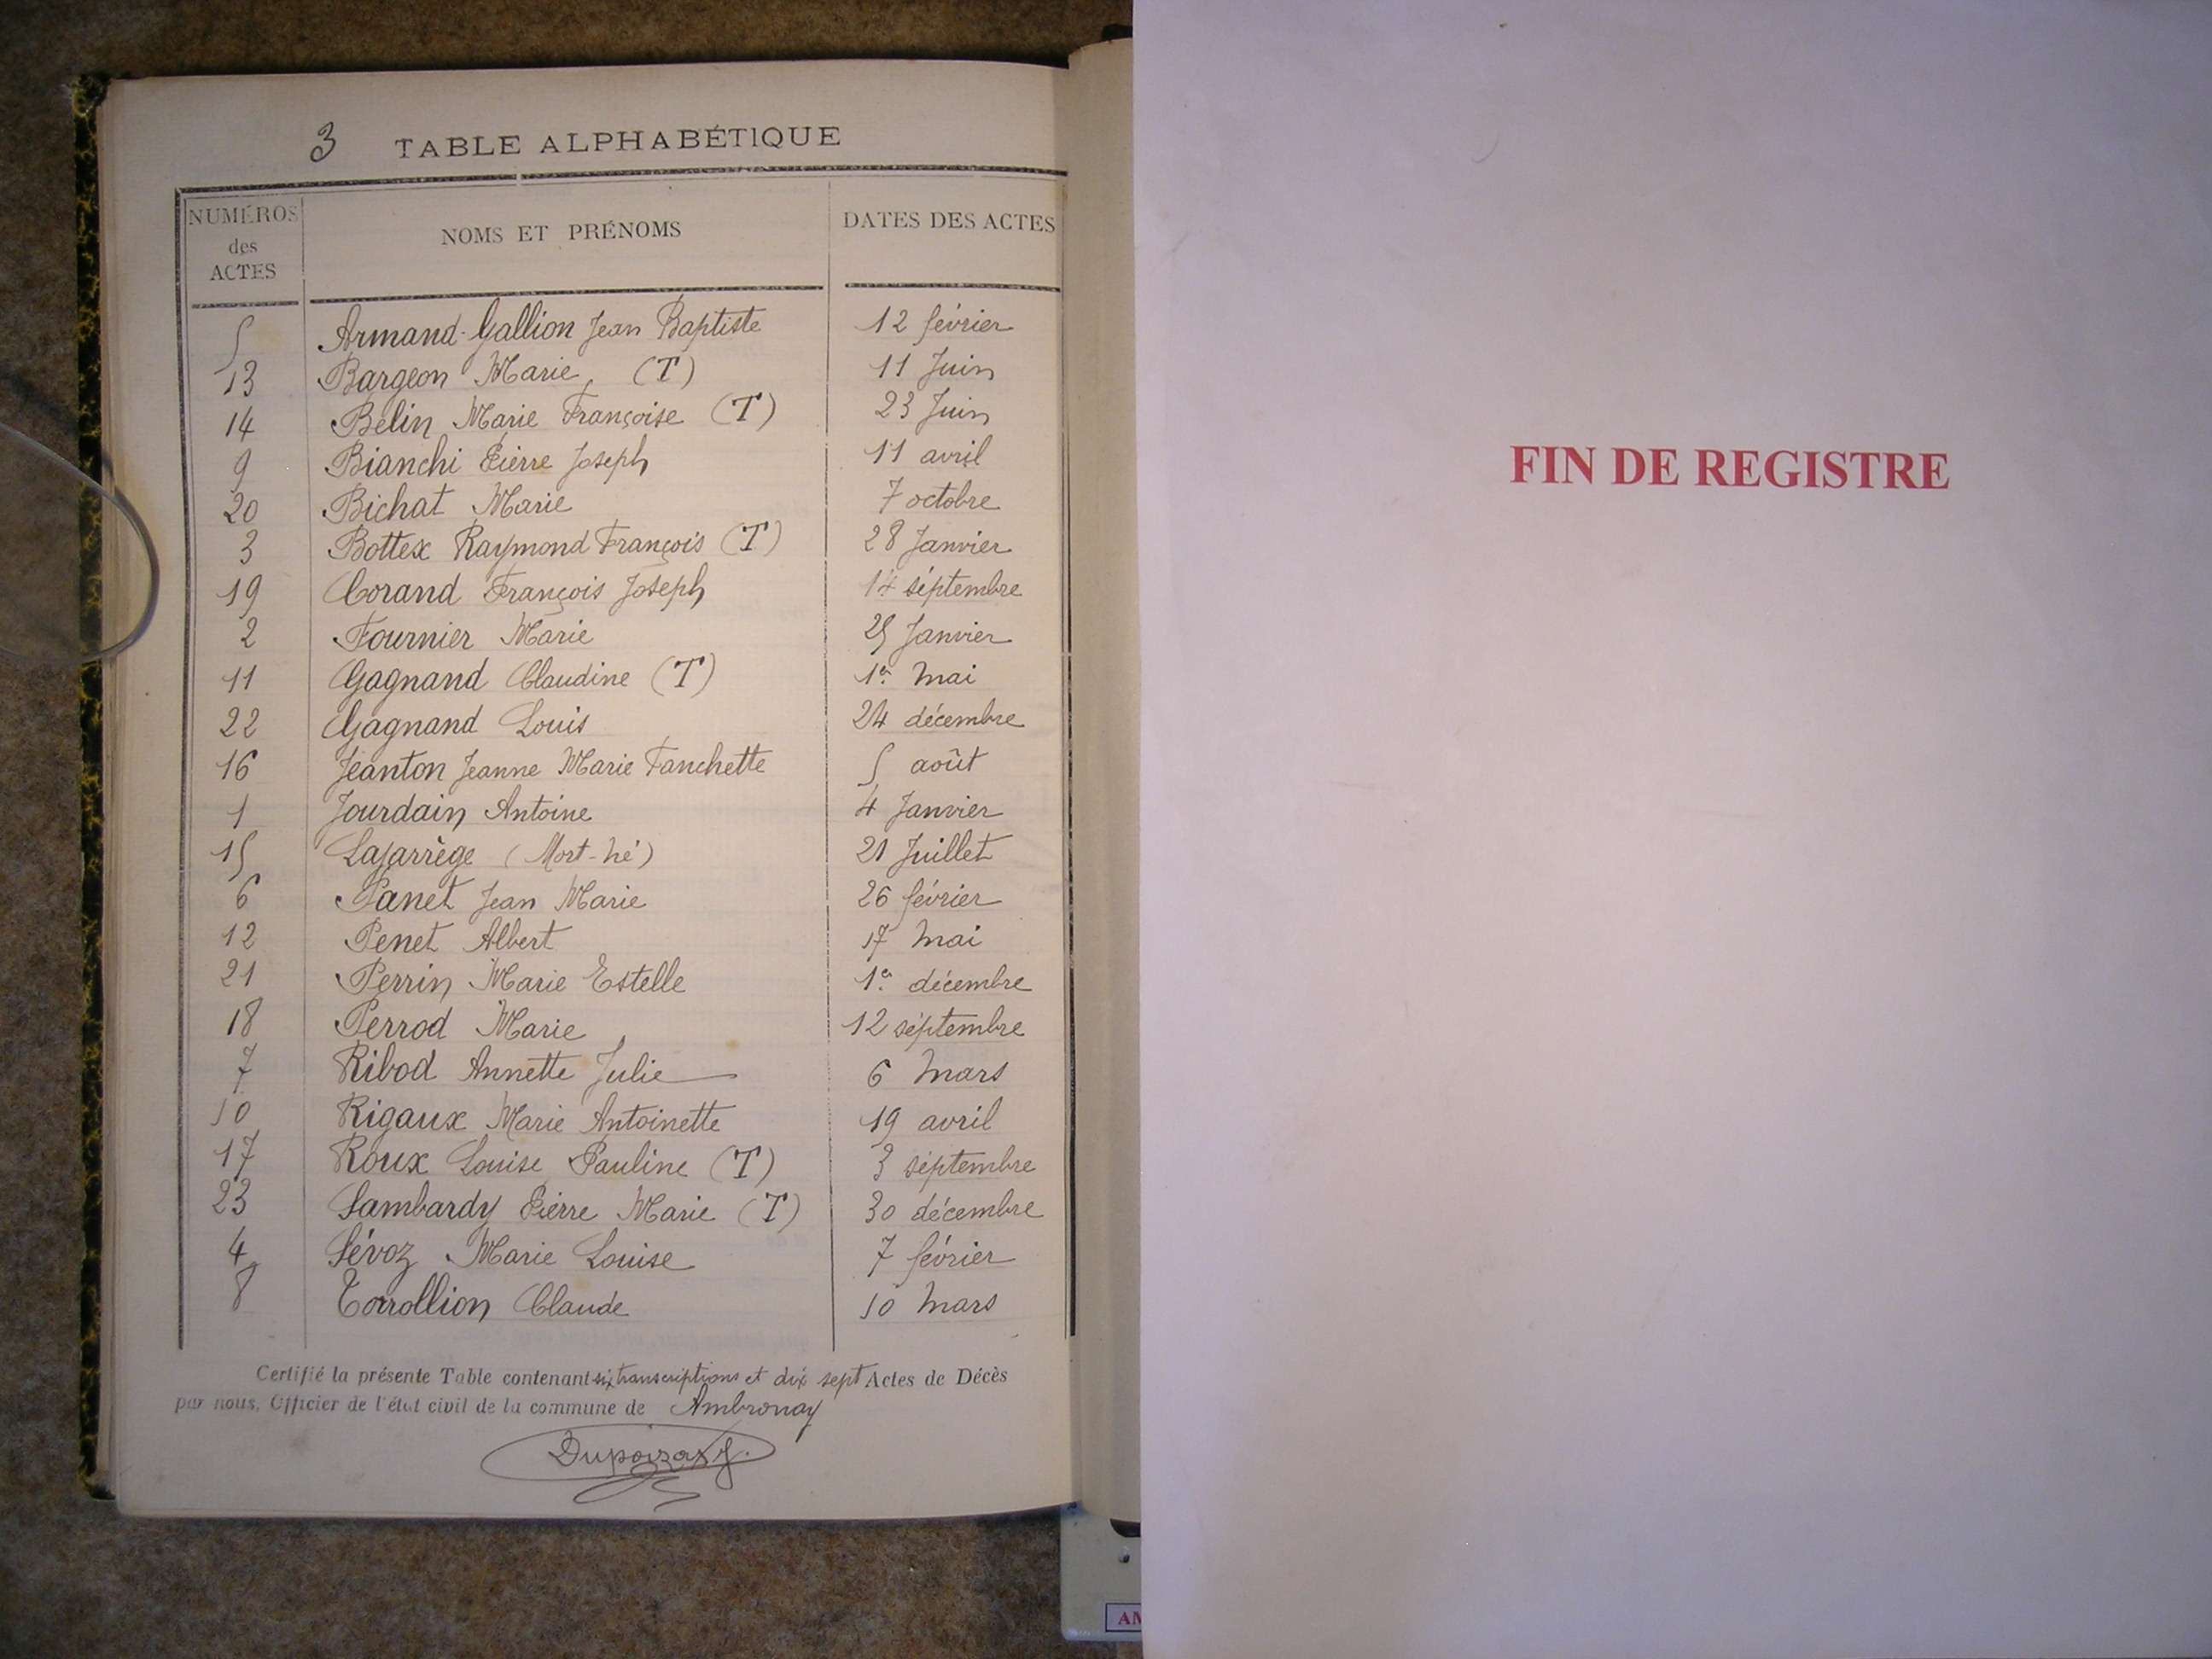 3 TABLE ALPHABÉTIQUE
NUMÉROS des ACTES NOMS ET PRÉNOMS DATES DES ACTES
5 Armand-Gallion Jean Baptiste 12 février
13 Bargeon Marie (T) 11 Juin
14 Belin Marie Françoise (T) 23 Juin
9 Bianchi Pierre Joseph 11 avril
20 Bichat Marie 7 octobre
3 Bottex Raymond François (T) 28 Janvier
19 Corand François Joseph 14 septembre
2 Fournier Marie 25 Janvier
11 Gagnand Claudine (T) 1er Mai
22 Gagnand Louis 24 décembre
16 Jeanton Jeanne Marie Fanchette 5 août
1 Jourdain Antoine 4 Janvier
15 Lajarrège (Mort-né) 21 Juillet
6 Panet Jean Marie 26 février
12 Penet Albert 17 Mai
21 Perrin Marie Estelle 1er décembre
18 Perrod Marie 12 septembre
7 Ribod Annette Julie 6 Mars
10 Rigaux Marie Antoinette 19 avril
17 Roux Louise Pauline (T) 3 septembre
23 Sambardy Pierre Marie (T) 30 décembre
4 Sévoz Marie Louise 7 février
8 Torrollion Claude 10 Mars
Certifié la présente Table contenant six transcriptions et dix sept Actes de Décès
par nous, Officier de l'état civil de la commune de Ambronay
FIN DE REGISTRE